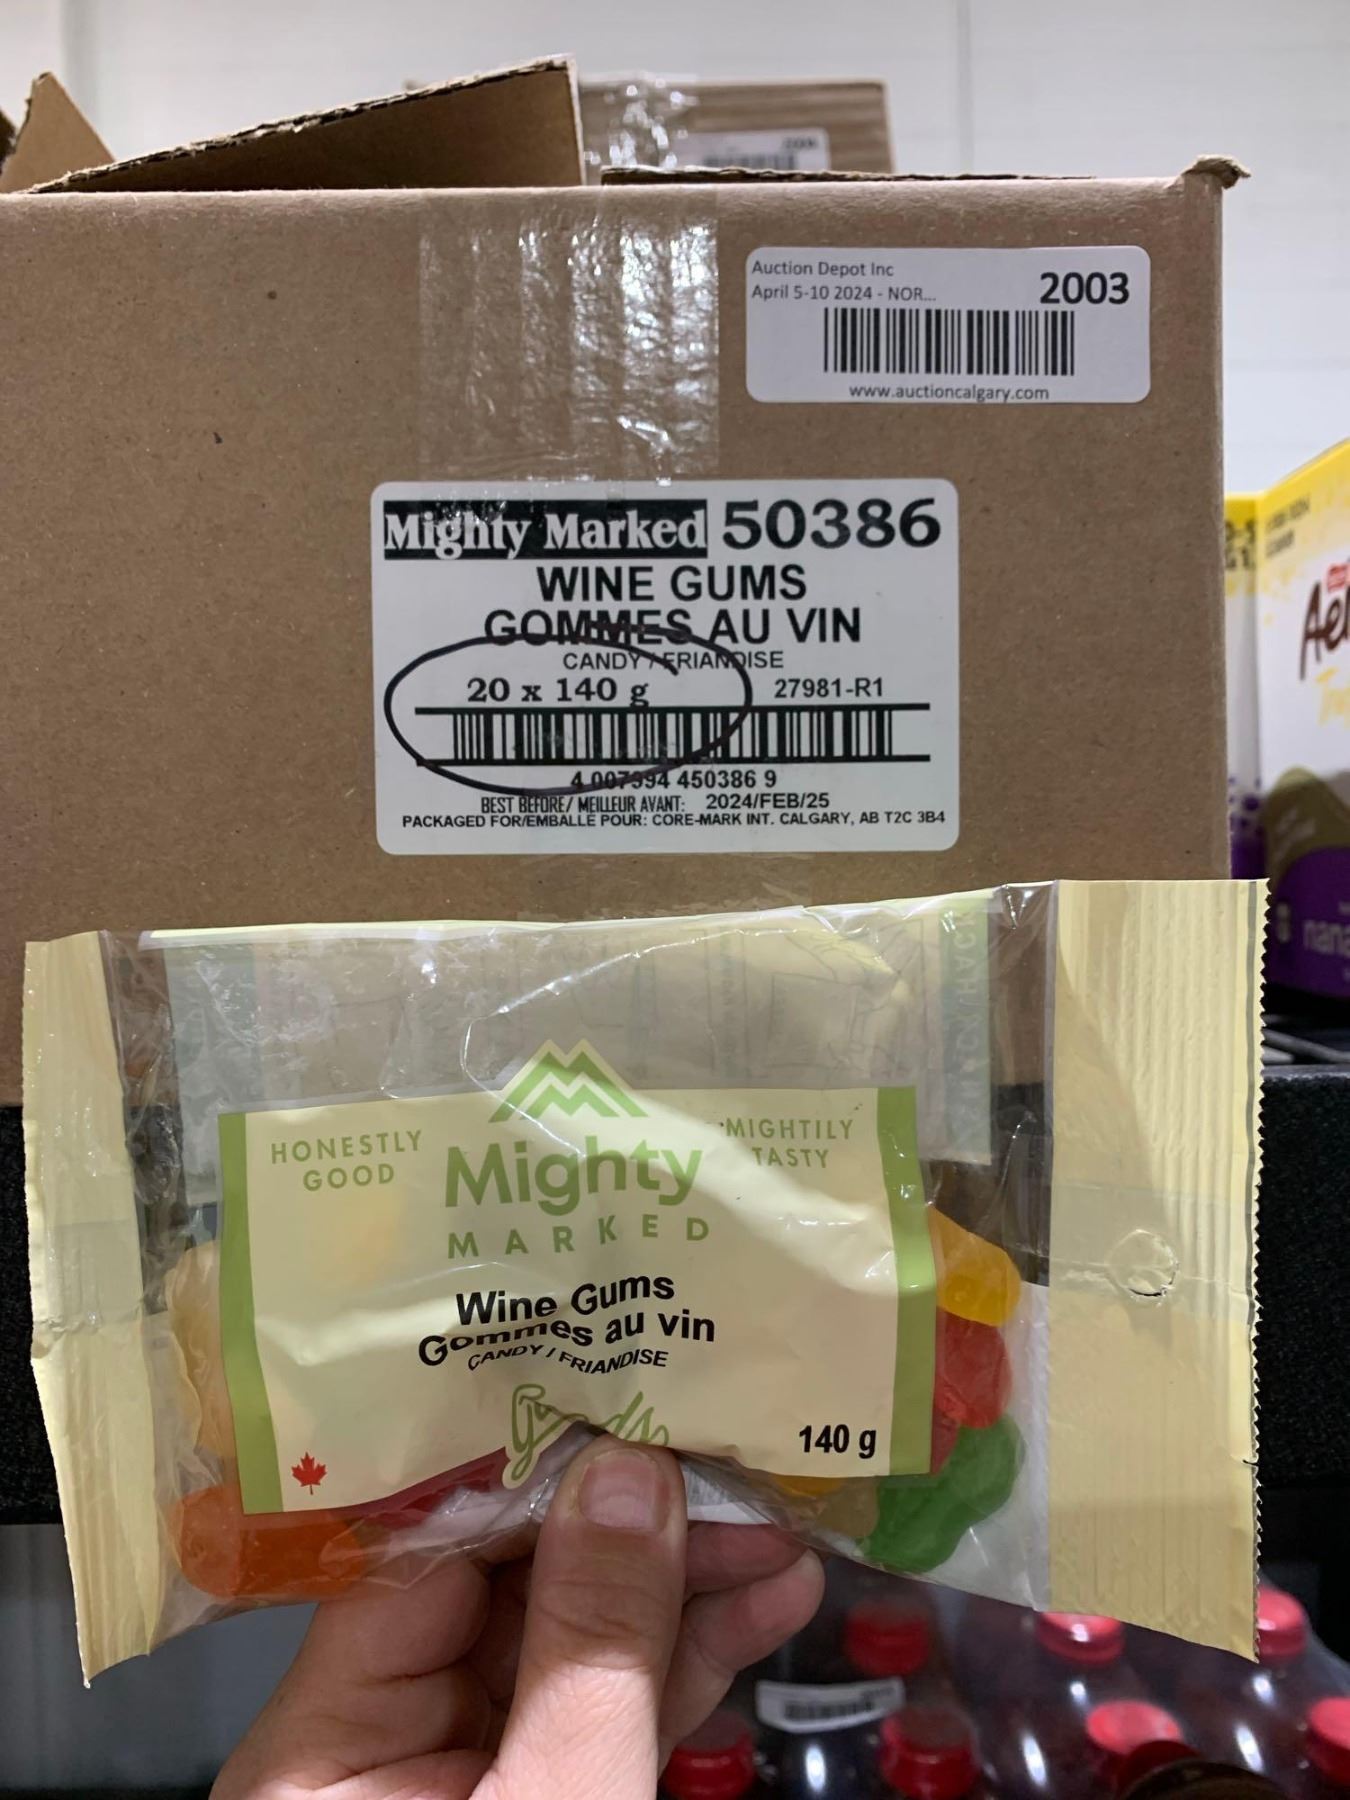 Auction Depot Inc
April 5-10 2024 - NOR...
2003
www.auctioncalgary.com
Mighty Marked 50386
WINE GUMS
GOMMES AU VIN
CANDY / FRIANDISE
20 x 140 g
27981-R1
4 007394 450386 9
BEST BEFORE/ MEILLEUR AVANT: 2024/FEB/25
PACKAGED FOR/EMBALLÉ POUR: CORE-MARK INT. CALGARY, AB T2C 3B4
HONESTLY
GOOD
Mighty
MARKED
MIGHTILY
TASTY
Wine Gums
Gommes au vin
CANDY / FRIANDISE
goods
140 g